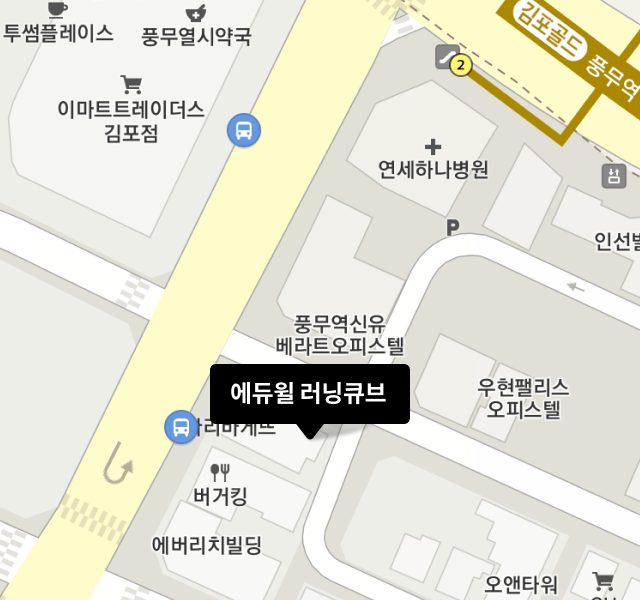 투썸플레이스
풍무열시약국
김포골드 풍무역
2
이마트트레이더스
김포점
연세하나병원
P
인선빌
풍무역신유
베라트오피스텔
에듀윌 러닝큐브
우현팰리스
오피스텔
버거킹
에버리치빌딩
오앤타워